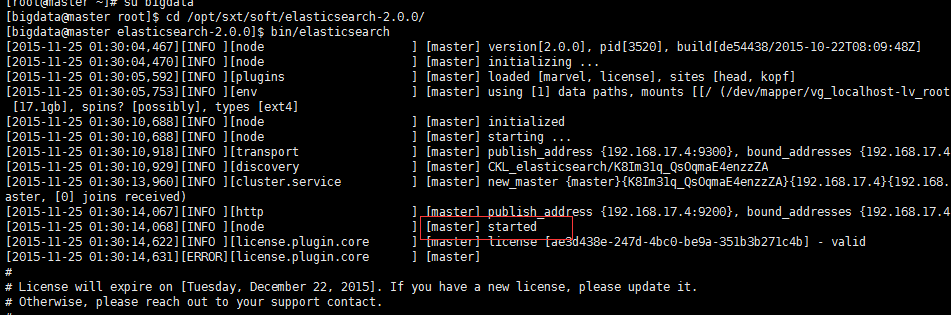 [root@master ~]# su bigdata
[bigdata@master root]$ cd /opt/sxt/soft/elasticsearch-2.0.0/
[bigdata@master elasticsearch-2.0.0]$ bin/elasticsearch
[2015-11-25 01:30:04,467][INFO ][node                     ] [master] version[2.0.0], pid[3520], build[de54438/2015-10-22T08:09:48Z]
[2015-11-25 01:30:04,470][INFO ][node                     ] [master] initializing ...
[2015-11-25 01:30:05,592][INFO ][plugins                  ] [master] loaded [marvel, license], sites [head, kopf]
[2015-11-25 01:30:05,753][INFO ][env                      ] [master] using [1] data paths, mounts [[/ (/dev/mapper/vg_localhost-lv_root
 [17.1gb], spins? [possibly], types [ext4]
[2015-11-25 01:30:10,688][INFO ][node                     ] [master] initialized
[2015-11-25 01:30:10,688][INFO ][node                     ] [master] starting ...
[2015-11-25 01:30:10,918][INFO ][transport                ] [master] publish_address {192.168.17.4:9300}, bound_addresses {192.168.17.4
[2015-11-25 01:30:10,929][INFO ][discovery                ] [master] CKL_elasticsearch/K8Im31q_QsOqmaE4enzzZA
[2015-11-25 01:30:13,960][INFO ][cluster.service          ] [master] new_master {master}{K8Im31q_QsOqmaE4enzzZA}{192.168.17.4}{192.168.
aster, [0] joins received)
[2015-11-25 01:30:14,067][INFO ][http                     ] [master] publish_address {192.168.17.4:9200}, bound_addresses {192.168.17.4
[2015-11-25 01:30:14,068][INFO ][node                     ] [master] started
[2015-11-25 01:30:14,622][INFO ][license.plugin.core      ] [master] license [ae3d438e-247d-4bc0-be9a-351b3b271c4b] - valid
[2015-11-25 01:30:14,631][ERROR][license.plugin.core      ] [master]
#
# License will expire on [Tuesday, December 22, 2015]. If you have a new license, please update it.
# Otherwise, please reach out to your support contact.
#